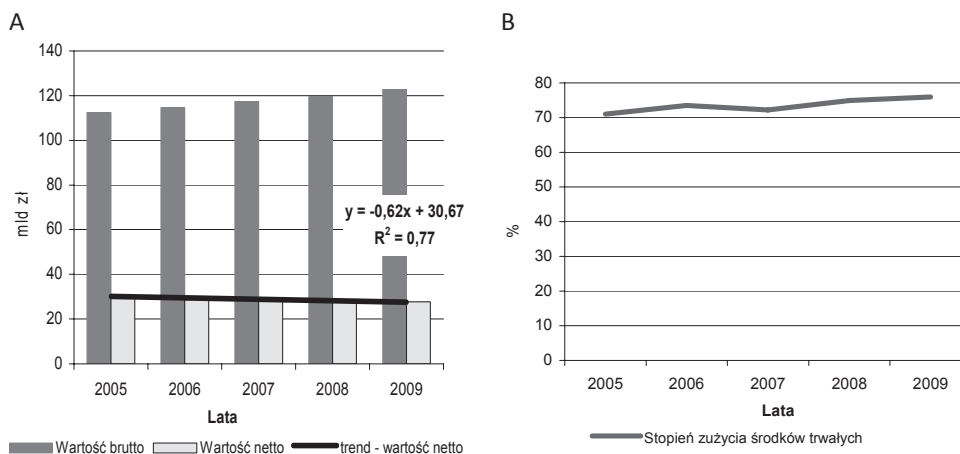 A
140
120
100
80
60
40
20
0
mld zł
y = -0,62x + 30,67
R² = 0,77
2005 2006 2007 2008 2009
Lata
Wartość brutto Wartość netto trend - wartość netto
B
80
70
60
50
40
30
20
10
0
%
2005 2006 2007 2008 2009
Lata
Stopień zużycia środków trwałych